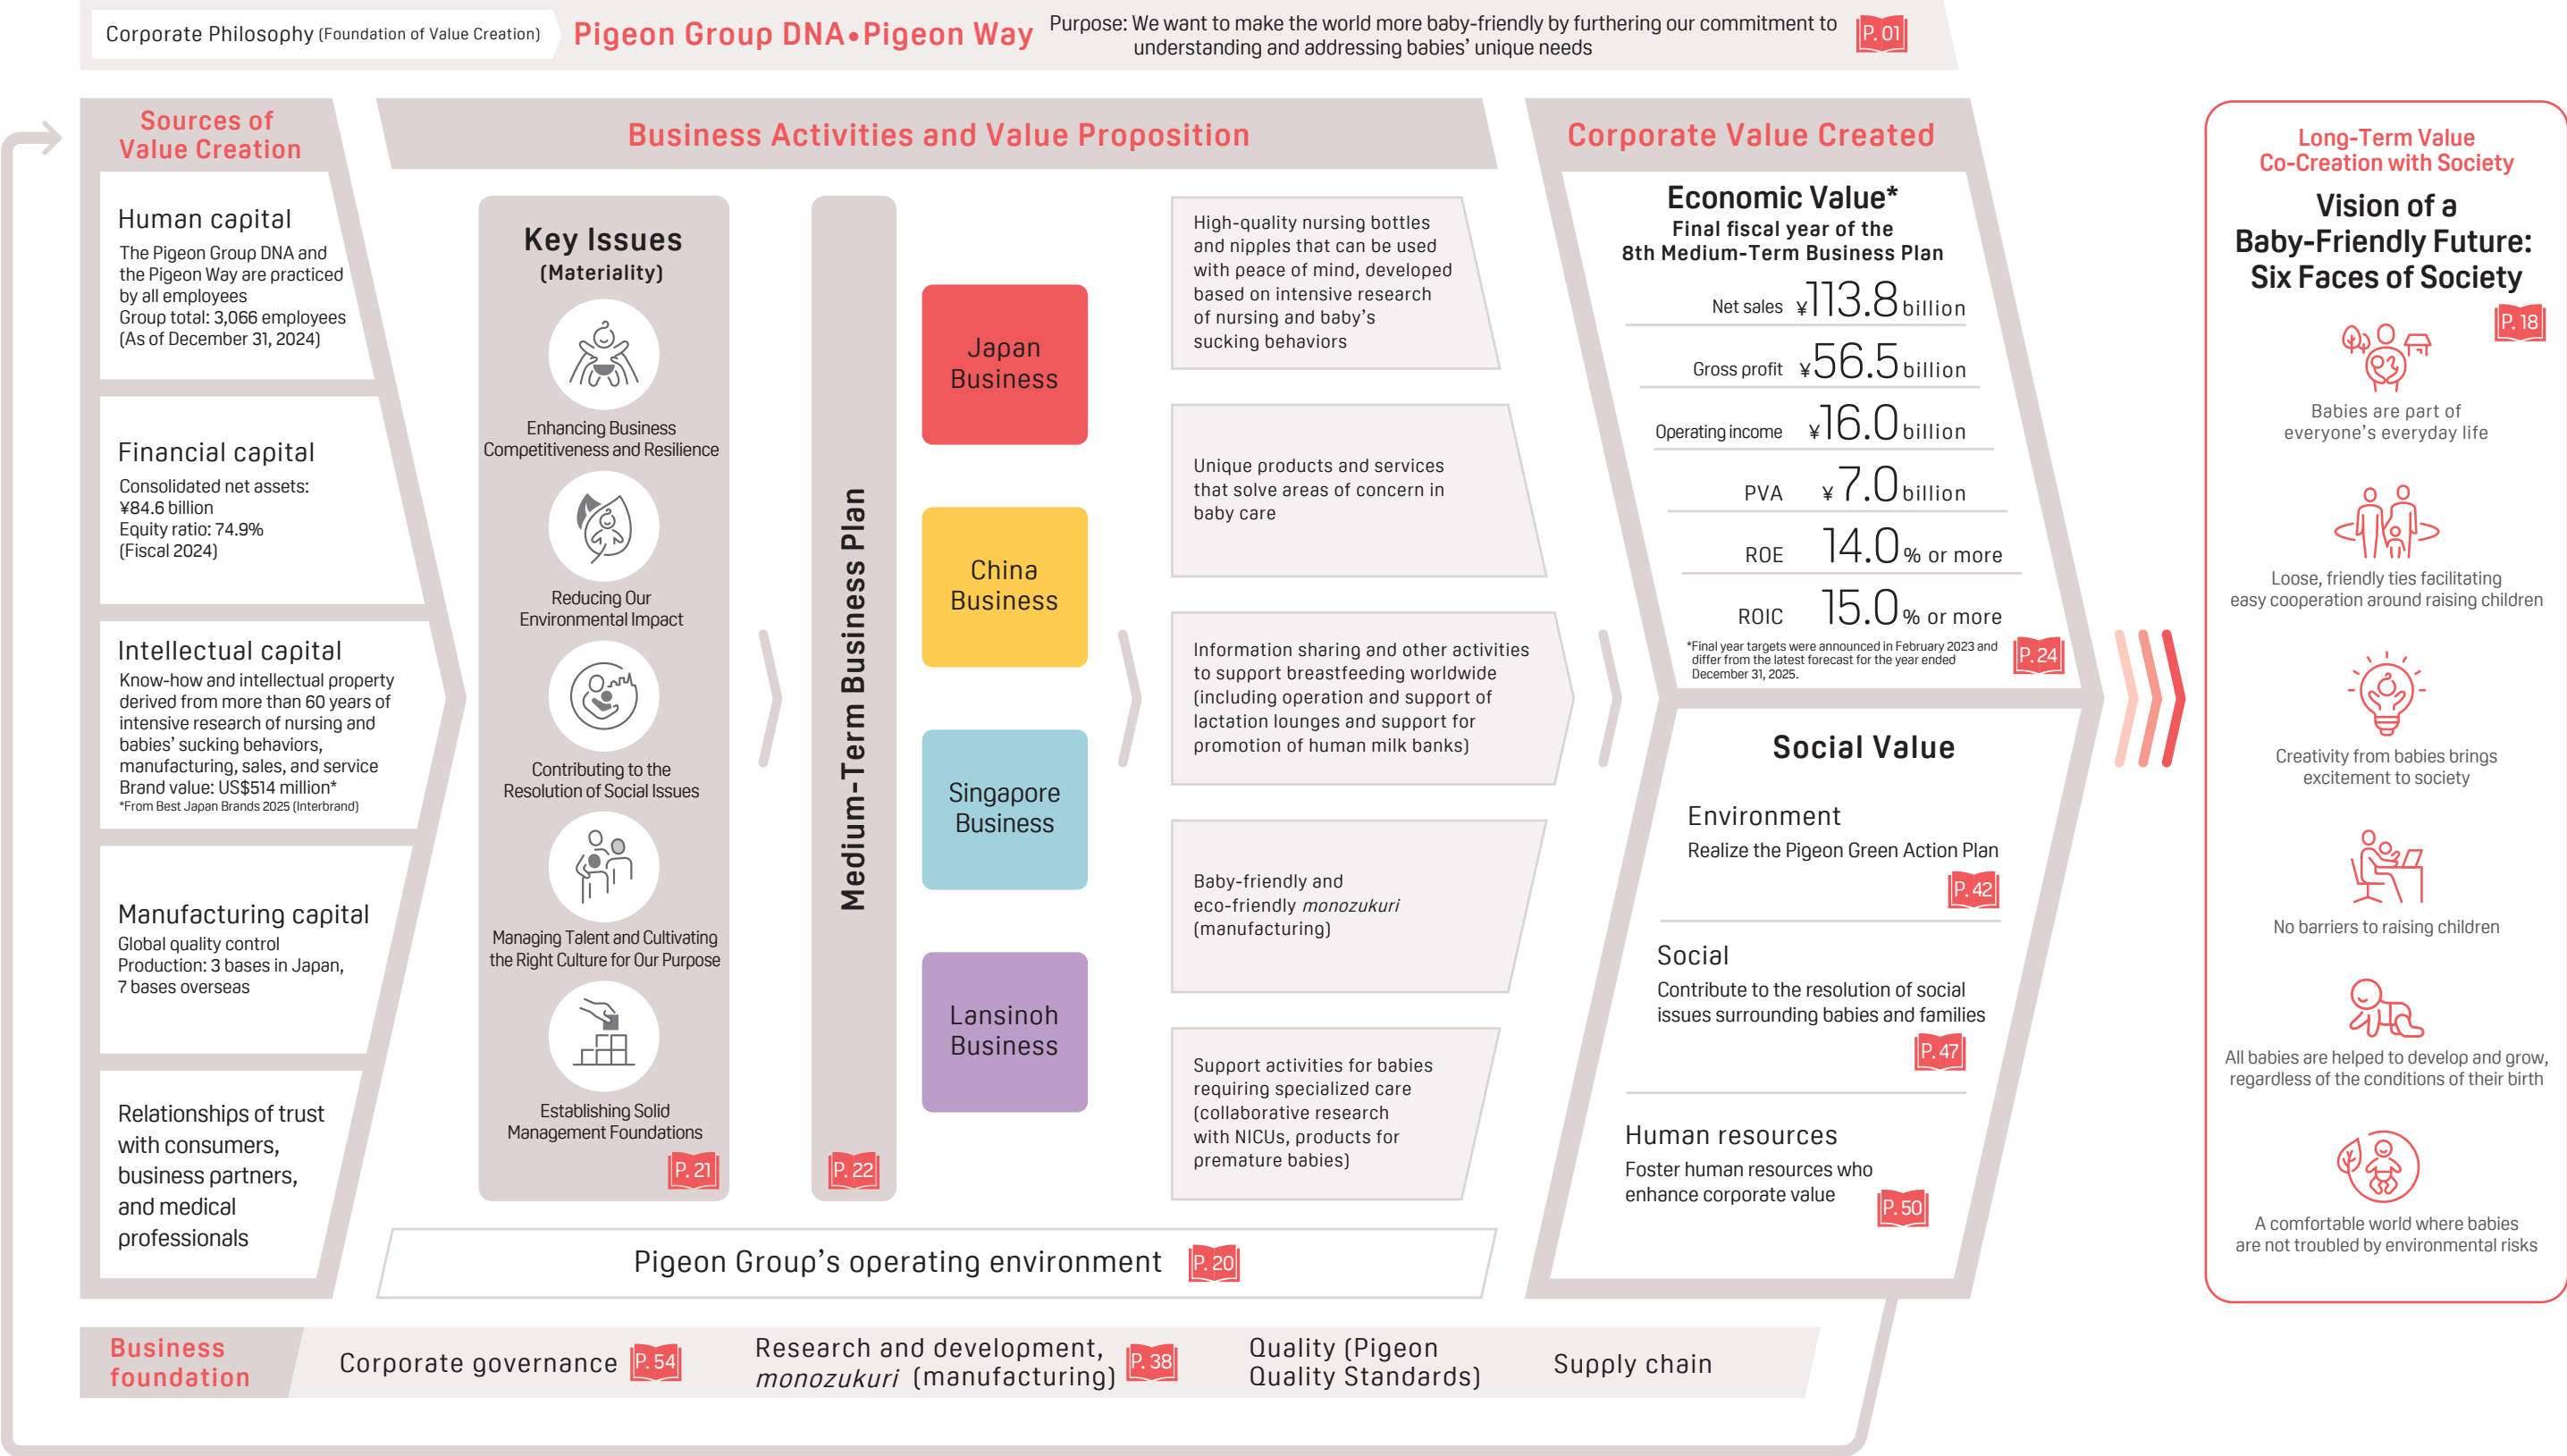 Corporate Philosophy (Foundation of Value Creation)
Pigeon Group DNA•Pigeon Way
Purpose: We want to make the world more baby-friendly by furthering our commitment to
understanding and addressing babies’ unique needs
P. 01
Sources of
Value Creation
Human capital
The Pigeon Group DNA and
the Pigeon Way are practiced
by all employees
Group total: 3,066 employees
(As of December 31, 2024)
Financial capital
Consolidated net assets:
¥84.6 billion
Equity ratio: 74.9%
(Fiscal 2024)
Intellectual capital
Know-how and intellectual property
derived from more than 60 years of
intensive research of nursing and
babies’ sucking behaviors,
manufacturing, sales, and service
Brand value: US$514 million*
*From Best Japan Brands 2025 (Interbrand)
Manufacturing capital
Global quality control
Production: 3 bases in Japan,
7 bases overseas
Relationships of trust
with consumers,
business partners,
and medical
professionals
Business Activities and Value Proposition
Key Issues
(Materiality)
Enhancing Business
Competitiveness and Resilience
Reducing Our
Environmental Impact
Contributing to the
Resolution of Social Issues
Managing Talent and Cultivating
the Right Culture for Our Purpose
Establishing Solid
Management Foundations
P. 21
Medium-Term Business Plan
P. 22
Japan
Business
China
Business
Singapore
Business
Lansinoh
Business
High-quality nursing bottles
and nipples that can be used
with peace of mind, developed
based on intensive research
of nursing and baby’s
sucking behaviors
Unique products and services
that solve areas of concern in
baby care
Information sharing and other activities
to support breastfeeding worldwide
(including operation and support of
lactation lounges and support for
promotion of human milk banks)
Baby-friendly and
eco-friendly monozukuri
(manufacturing)
Support activities for babies
requiring specialized care
(collaborative research
with NICUs, products for
premature babies)
Pigeon Group’s operating environment
P. 20
Corporate Value Created
Economic Value*
Final fiscal year of the
8th Medium-Term Business Plan
Net sales ¥113.8 billion
Gross profit ¥56.5 billion
Operating income ¥16.0 billion
PVA ¥7.0 billion
ROE 14.0% or more
ROIC 15.0% or more
*Final year targets were announced in February 2023 and
differ from the latest forecast for the year ended
December 31, 2025.
P. 24
Social Value
Environment
Realize the Pigeon Green Action Plan
P. 42
Social
Contribute to the resolution of social
issues surrounding babies and families
P. 47
Human resources
Foster human resources who
enhance corporate value
P. 50
Long-Term Value
Co-Creation with Society
Vision of a
Baby-Friendly Future:
Six Faces of Society
P. 18
Babies are part of
everyone’s everyday life
Loose, friendly ties facilitating
easy cooperation around raising children
Creativity from babies brings
excitement to society
No barriers to raising children
All babies are helped to develop and grow,
regardless of the conditions of their birth
A comfortable world where babies
are not troubled by environmental risks
Business
foundation
Corporate governance
P. 54
Research and development,
monozukuri (manufacturing)
P. 38
Quality (Pigeon
Quality Standards)
Supply chain